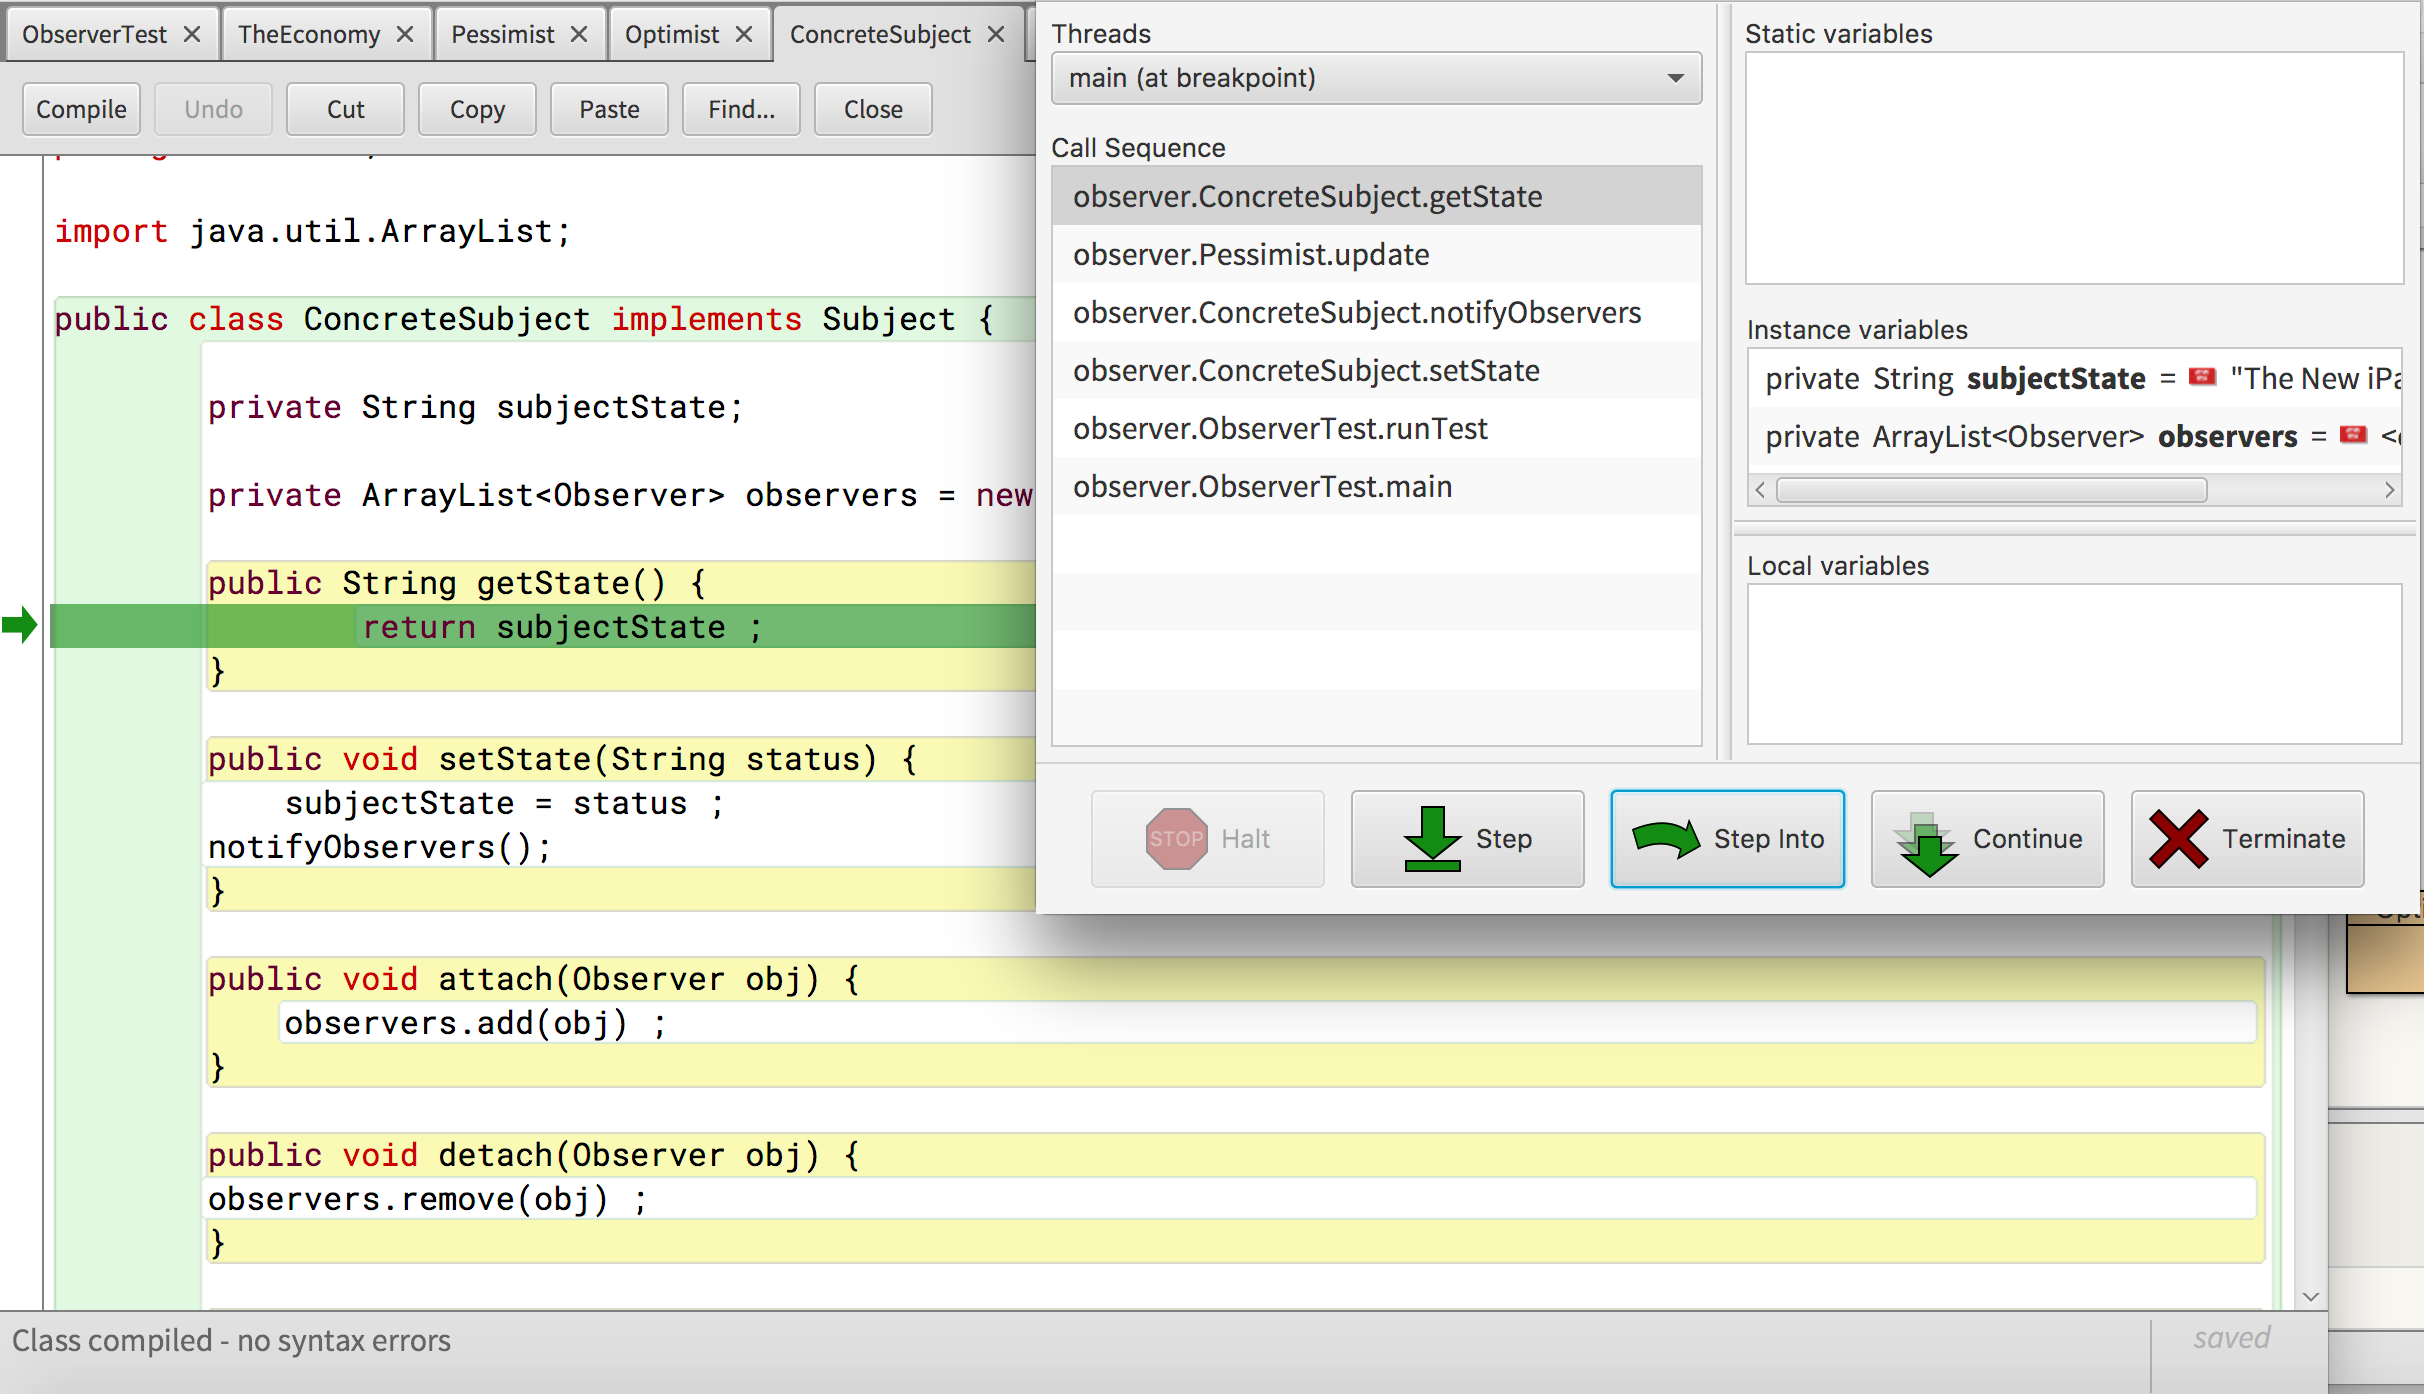 ObserverTest
TheEconomy
Pessimist
Optimist
ConcreteSubject
Compile
Undo
Cut
Copy
Paste
Find...
Close
import java.util.ArrayList;
public class ConcreteSubject implements Subject {
private String subjectState;
private ArrayList<Observer> observers = new
public String getState() {
return subjectState ;
}
public void setState(String status) {
subjectState = status ;
notifyObservers();
}
public void attach(Observer obj) {
observers.add(obj) ;
}
public void detach(Observer obj) {
observers.remove(obj) ;
}
Class compiled - no syntax errors
saved
Threads
main (at breakpoint)
Call Sequence
observer.ConcreteSubject.getState
observer.Pessimist.update
observer.ConcreteSubject.notifyObservers
observer.ConcreteSubject.setState
observer.ObserverTest.runTest
observer.ObserverTest.main
Static variables
Instance variables
private String subjectState = "The New iPa
private ArrayList<Observer> observers = <
Local variables
STOP Halt
Step
Step Into
Continue
Terminate